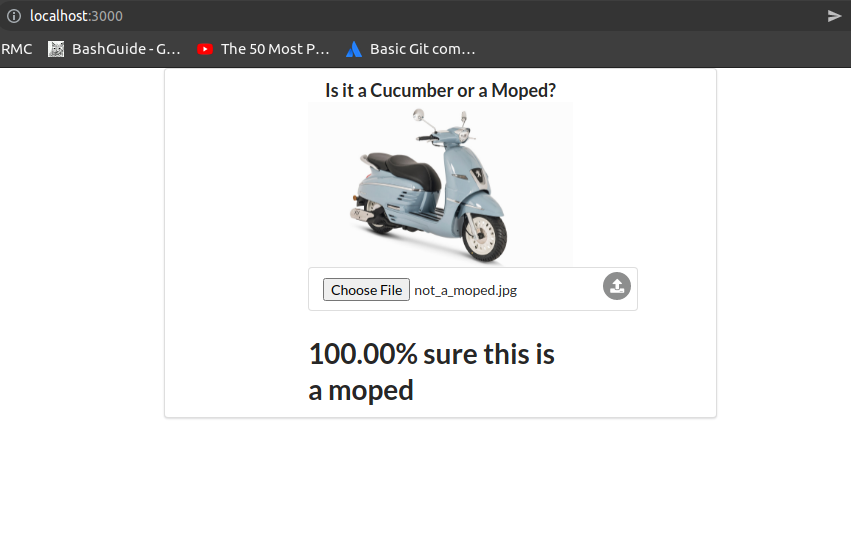 localhost:3000
RMC BashGuide - G... The 50 Most P... Basic Git com...
Is it a Cucumber or a Moped?
Choose File not_a_moped.jpg
100.00% sure this is
a moped